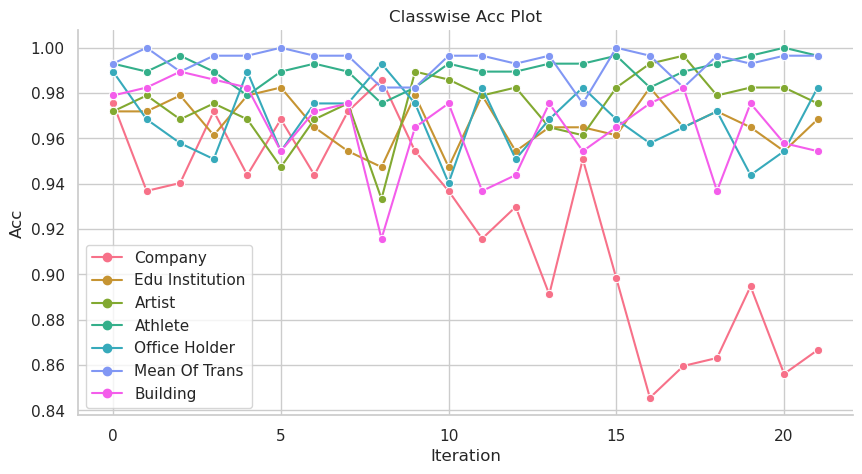 Classwise Acc Plot
Acc
1.00
0.98
0.96
0.94
0.92
0.90
0.88
0.86
0.84
Company
Edu Institution
Artist
Athlete
Office Holder
Mean Of Trans
Building
0
5
10
15
20
Iteration